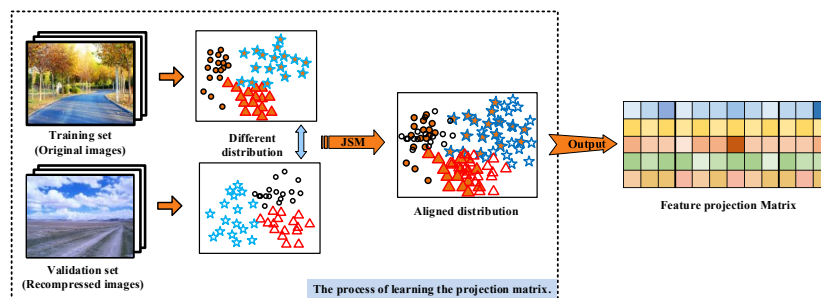 Training set
(Original images)
Different
distribution
JSM
Output
Aligned distribution
Feature projection Matrix
Validation set
(Recompressed images)
The process of learning the projection matrix.